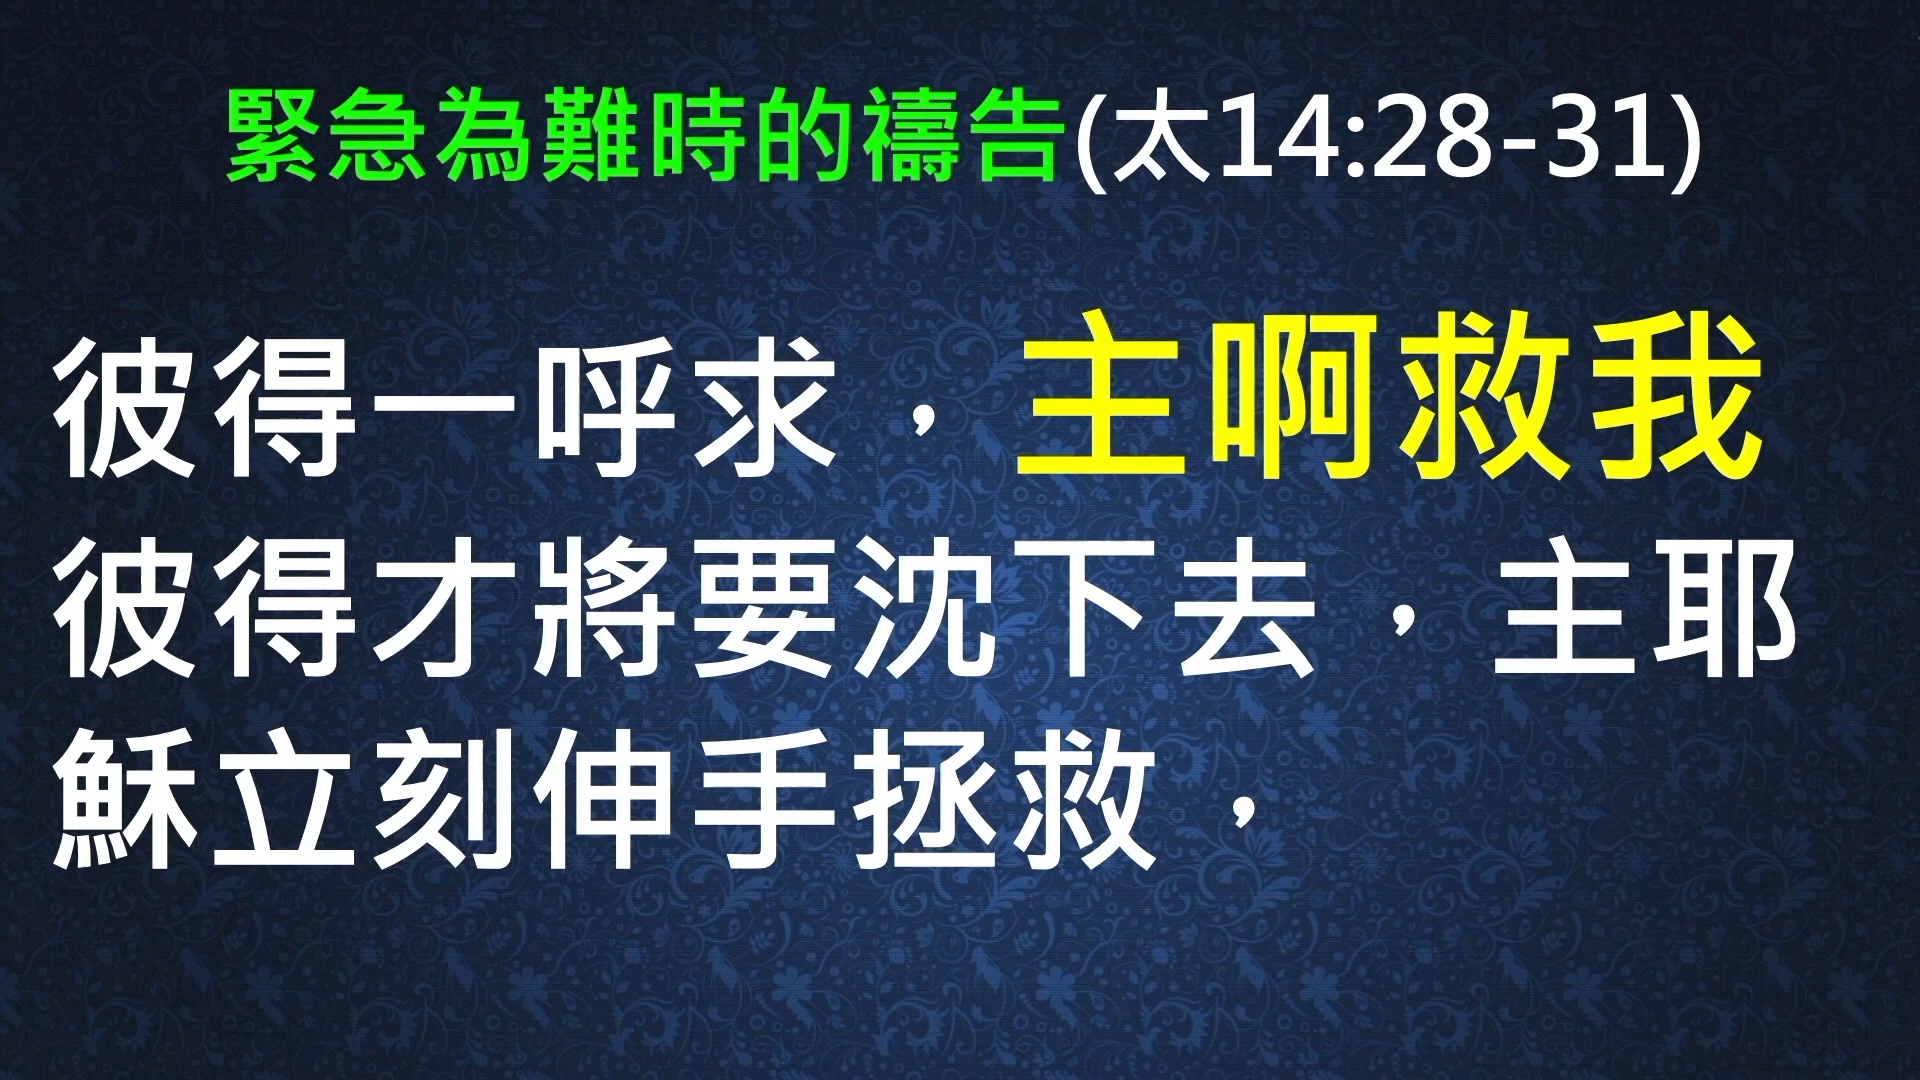 緊急為難時的禱告(太14:28-31)
彼得一呼求，主啊救我
彼得才將要沈下去，主耶
穌立刻伸手拯救，